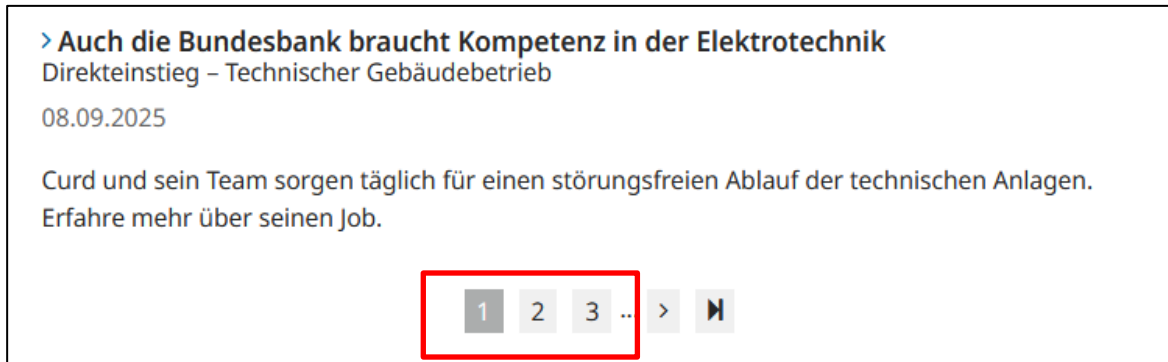 › Auch die Bundesbank braucht Kompetenz in der Elektrotechnik
Direkteinstieg – Technischer Gebäudebetrieb
08.09.2025
Curd und sein Team sorgen täglich für einen störungsfreien Ablauf der technischen Anlagen.
Erfahre mehr über seinen Job.
1 2 3 ... ›